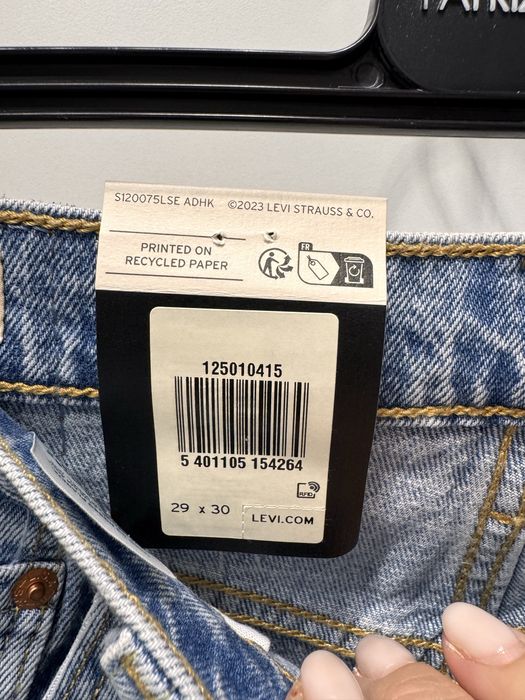 S120075LSE ADHK ©2023 LEVI STRAUSS & CO.
PRINTED ON
RECYCLED PAPER
FR
125010415
5 401105 154264
RFID
29 x 30
LEVI.COM